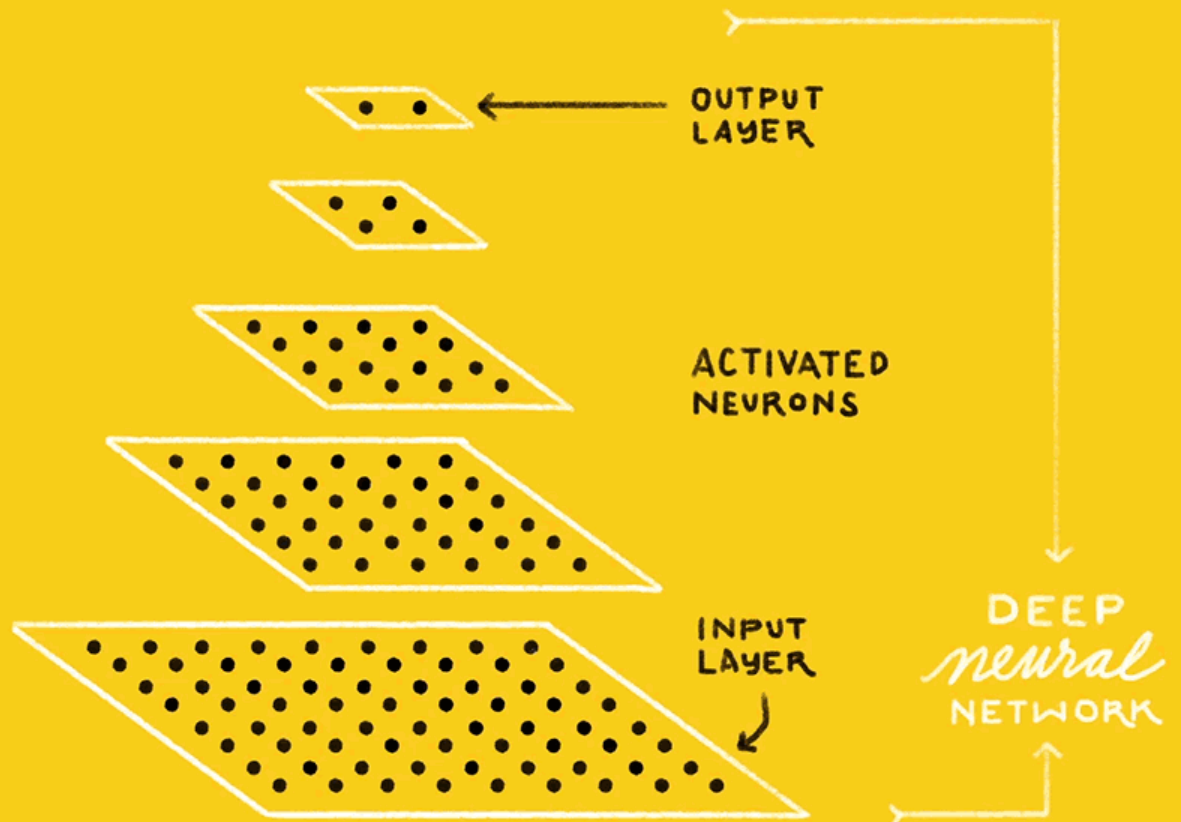 OUTPUT
LAYER
ACTIVATED
NEURONS
INPUT
LAYER
DEEP
neural
NETWORK